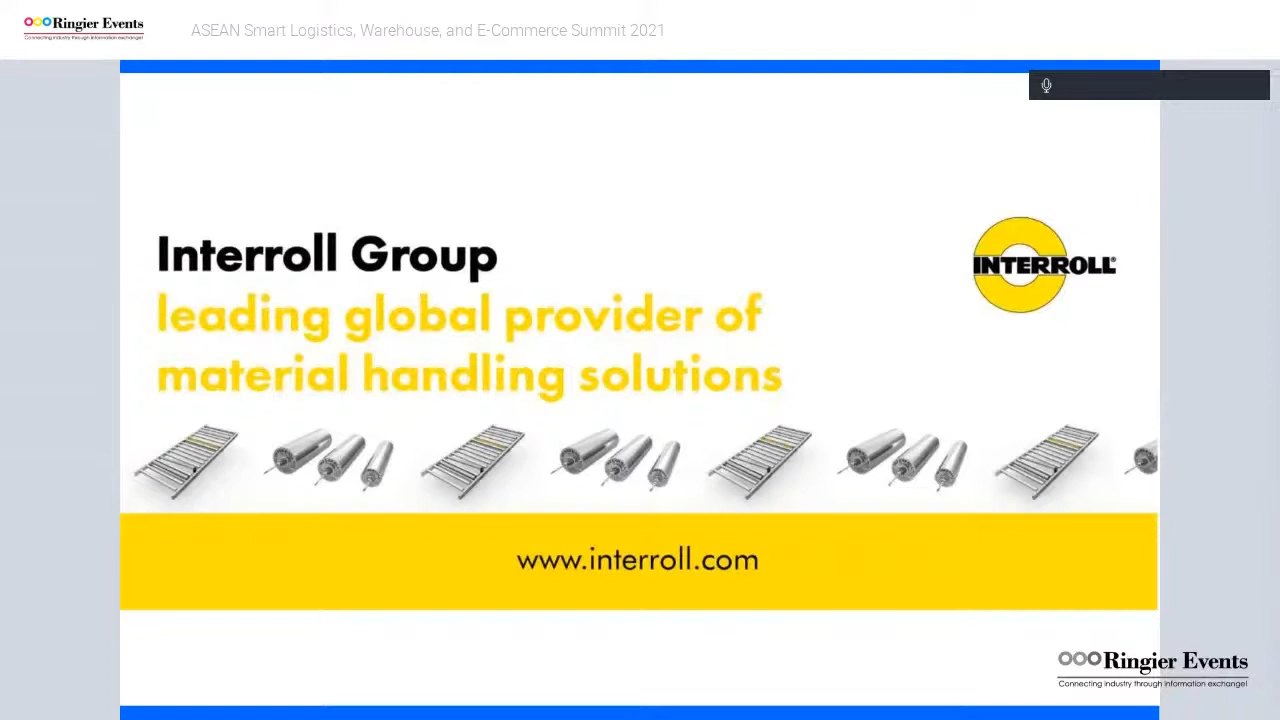 Ringier Events
Connecting industry through information exchange!
ASEAN Smart Logistics, Warehouse, and E-Commerce Summit 2021
Interroll Group
leading global provider of
material handling solutions
INTERROLL®
www.interroll.com
Ringier Events
Connecting industry through information exchange!